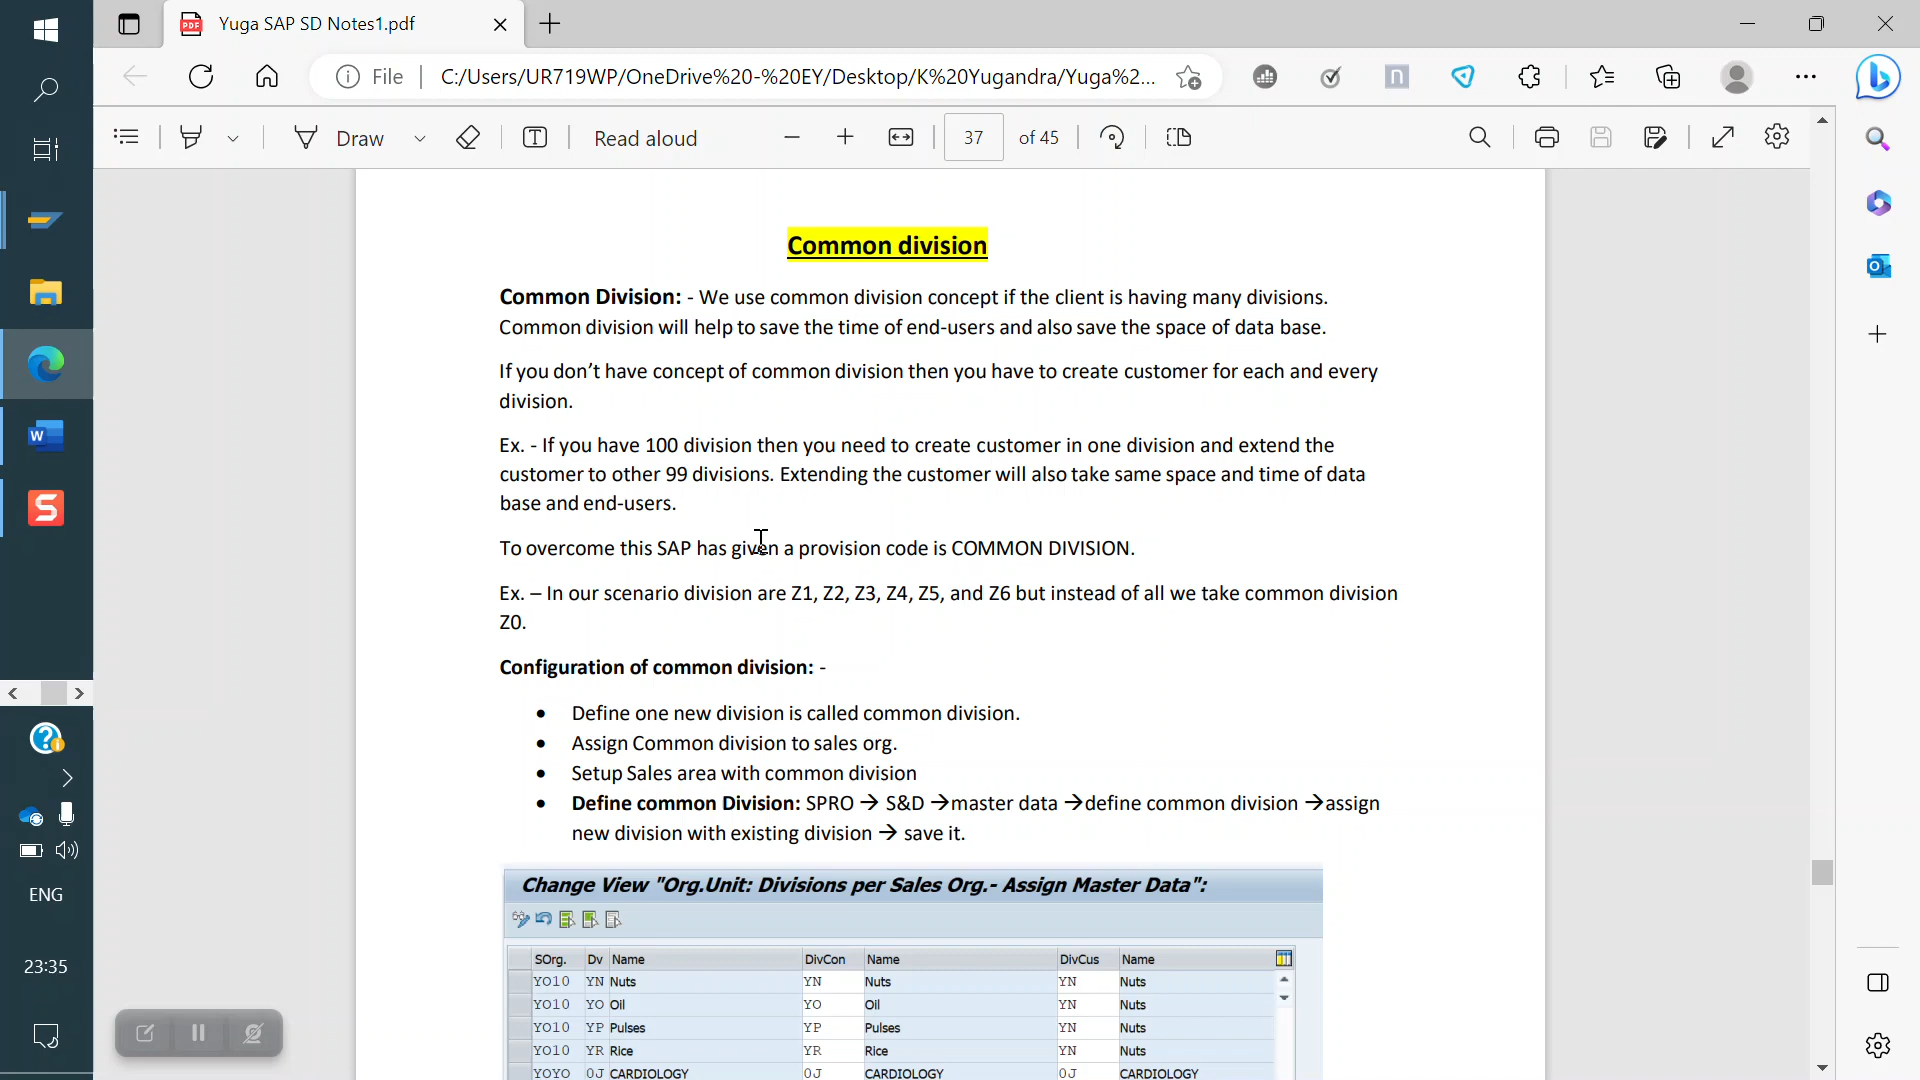 Yuga SAP SD Notes1.pdf
File
C:/Users/UR719WP/OneDrive%20-%20EY/Desktop/K%20Yugandra/Yuga%2...
Draw
Read aloud
37
of 45
Common division
Common Division: - We use common division concept if the client is having many divisions.
Common division will help to save the time of end-users and also save the space of data base.
If you don't have concept of common division then you have to create customer for each and every
division.
Ex. - If you have 100 division then you need to create customer in one division and extend the
customer to other 99 divisions. Extending the customer will also take same space and time of data
base and end-users.
To overcome this SAP has given a provision code is COMMON DIVISION.
Ex. – In our scenario division are Z1, Z2, Z3, Z4, Z5, and Z6 but instead of all we take common division
Z0.
Configuration of common division: -
• Define one new division is called common division.
• Assign Common division to sales org.
• Setup Sales area with common division
• Define common Division: SPRO → S&D →master data →define common division →assign
new division with existing division → save it.
Change View "Org.Unit: Divisions per Sales Org.- Assign Master Data":
SOrg. Dv Name DivCon Name DivCus Name
YO10 YN Nuts YN Nuts YN Nuts
YO10 YO Oil YO Oil YN Nuts
YO10 YP Pulses YP Pulses YN Nuts
YO10 YR Rice YR Rice YN Nuts
YOYO 0J CARDIOLOGY 0J CARDIOLOGY 0J CARDIOLOGY
ENG
23:35